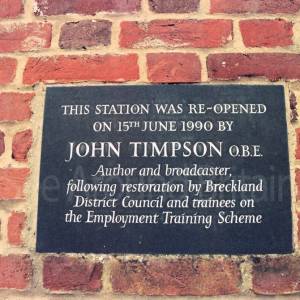 THIS STATION WAS RE-OPENED
ON 15TH JUNE 1990 BY
JOHN TIMPSON O.B.E.
Author and broadcaster,
following restoration by Breckland
District Council and trainees on
the Employment Training Scheme